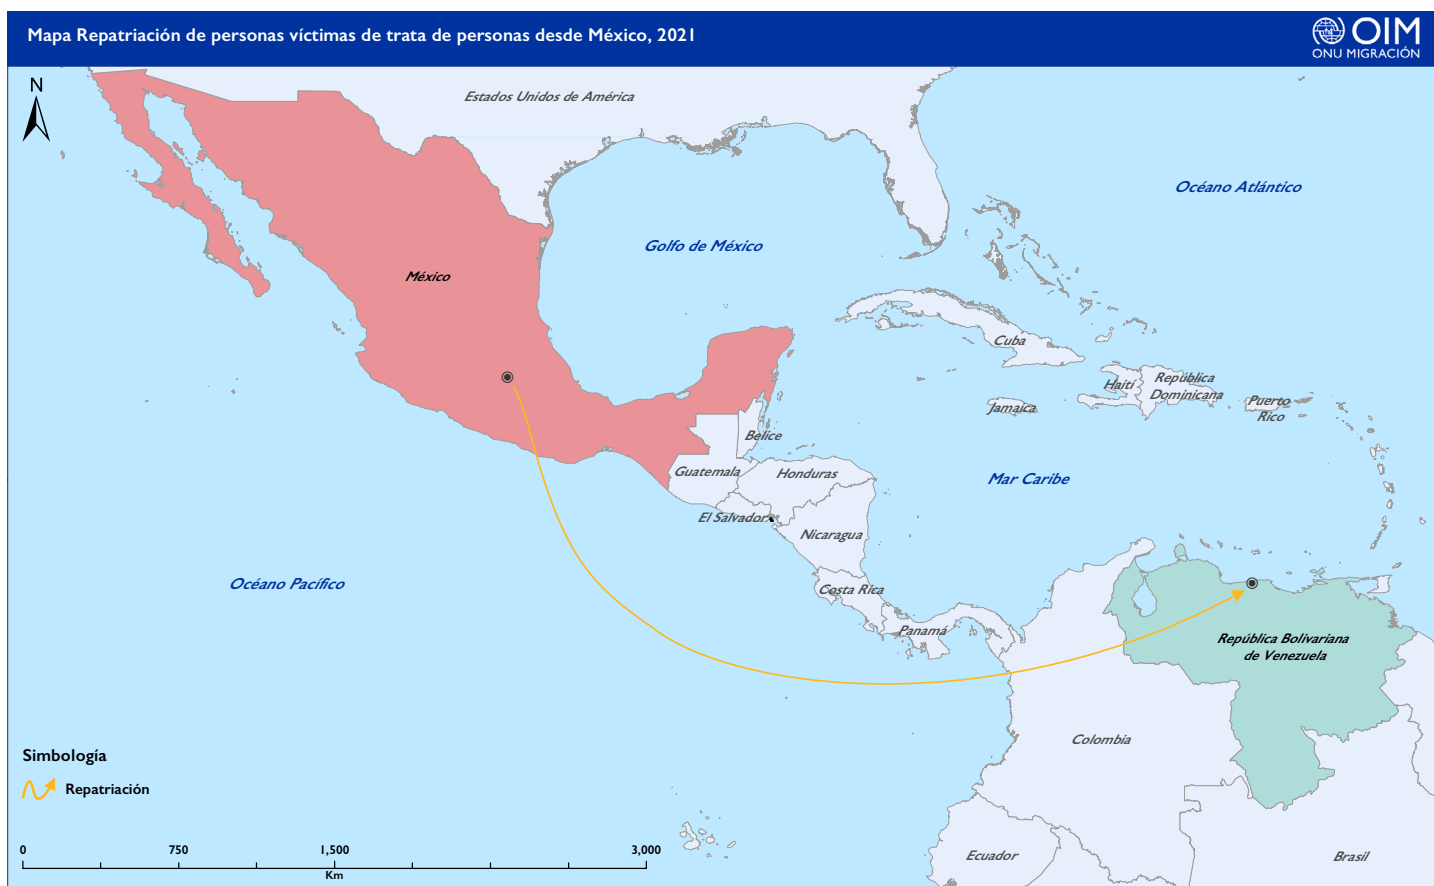 Mapa Repatriación de personas víctimas de trata de personas desde México, 2021
OIM
ONU MIGRACIÓN
N
Estados Unidos de América
Océano Atlántico
Golfo de México
México
Cuba
Haití
República
Dominicana
Jamaica
Puerto
Rico
Belice
Guatemala
Honduras
Mar Caribe
El Salvador
Nicaragua
Océano Pacífico
Costa Rica
Panamá
República Bolivariana
de Venezuela
Colombia
Simbología
Repatriación
0 750 1,500 3,000
Km
Ecuador
Brasil